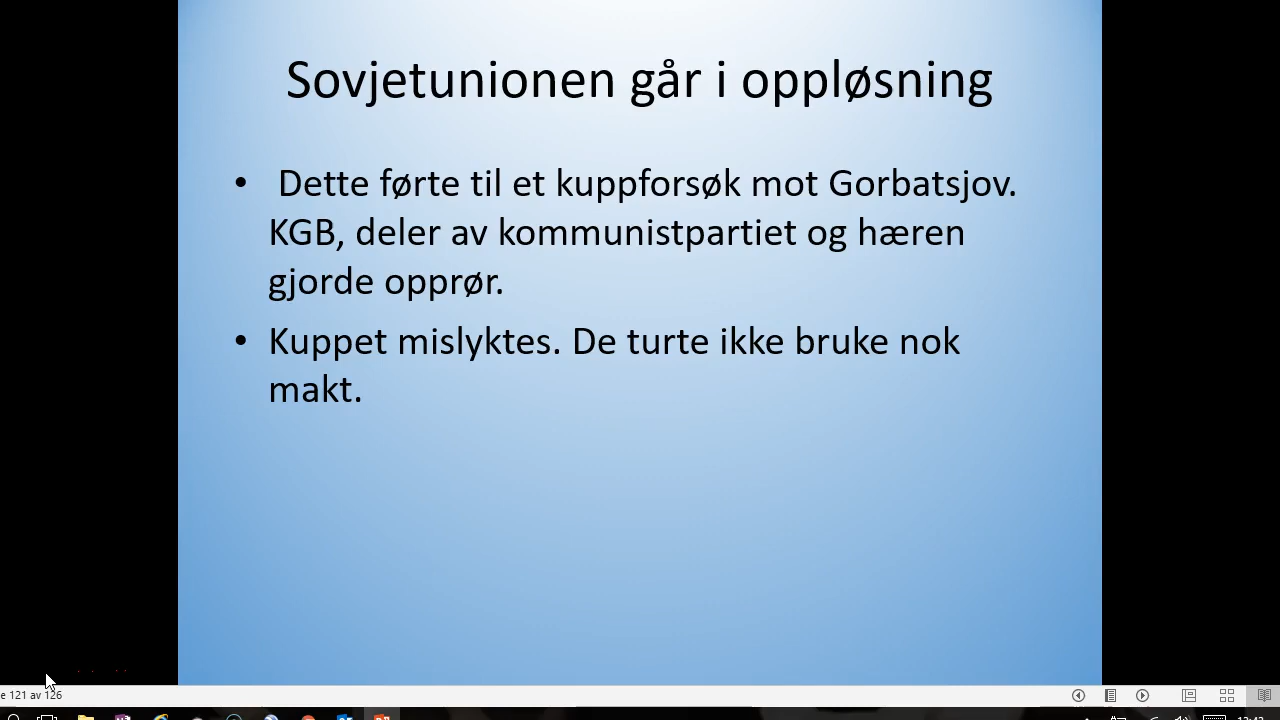 Sovjetunionen går i oppløsning
• Dette førte til et kuppforsøk mot Gorbatsjov.
KGB, deler av kommunistpartiet og hæren
gjorde opprør.
• Kuppet mislyktes. De turte ikke bruke nok
makt.
e 121 av 126